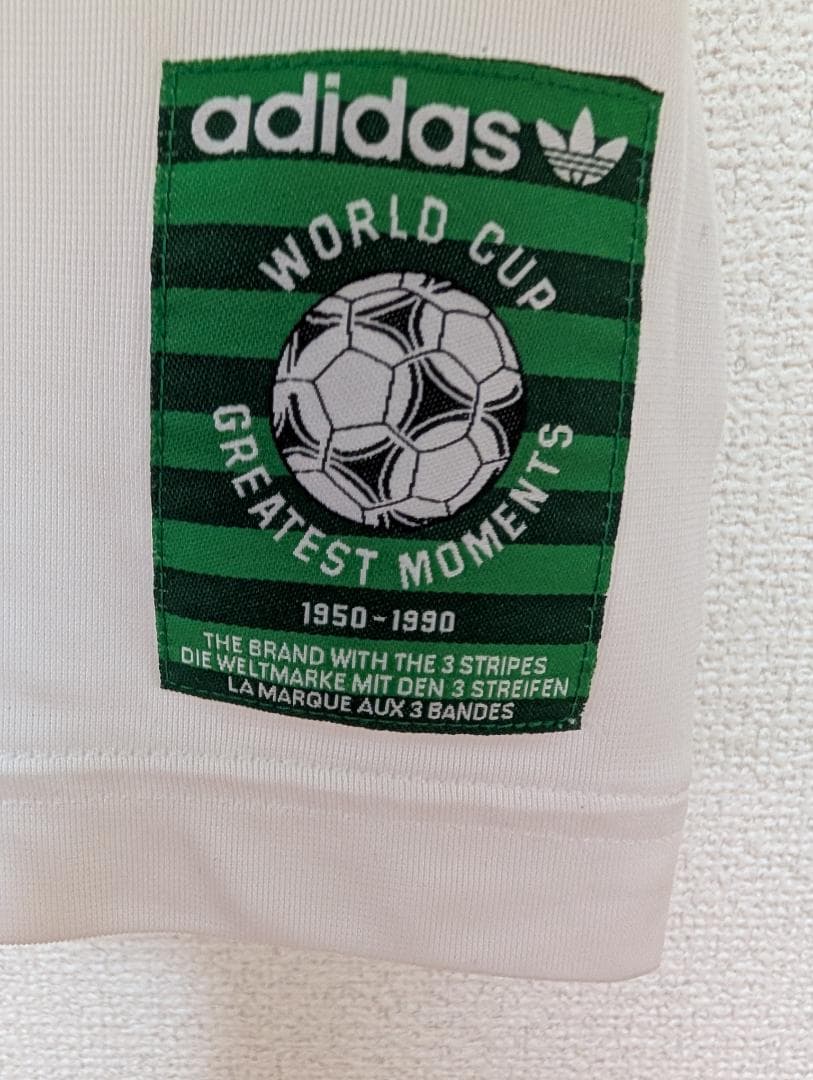 adidas
WORLD CUP
GREATEST MOMENTS
1950-1990
THE BRAND WITH THE 3 STRIPES
DIE WELTMARKE MIT DEN 3 STREIFEN
LA MARQUE AUX 3 BANDES